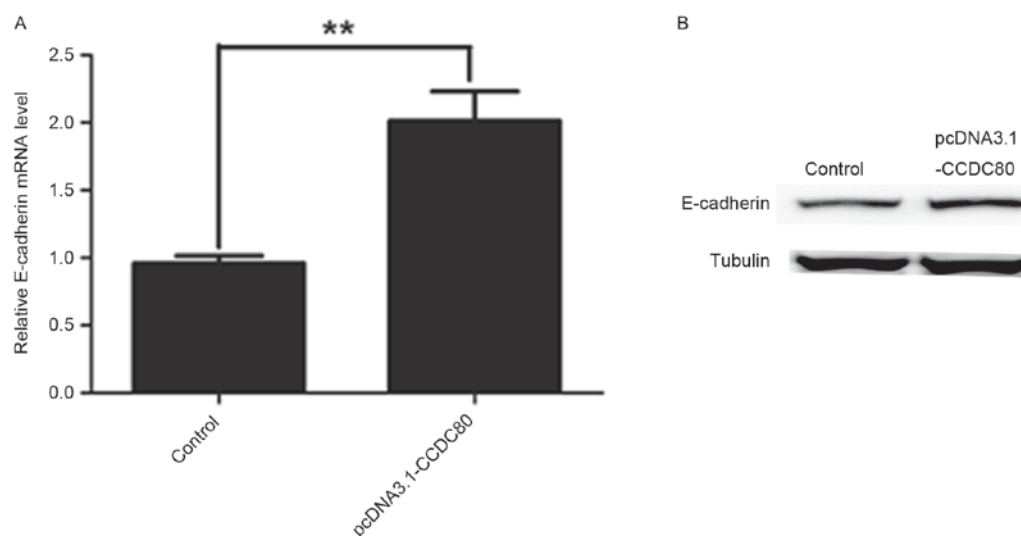 A
**
Relative E-cadherin mRNA level
2.5
2.0
1.5
1.0
0.5
0.0
Control
pcDNA3.1-CCDC80
B
Control
pcDNA3.1
-CCDC80
E-cadherin
Tubulin